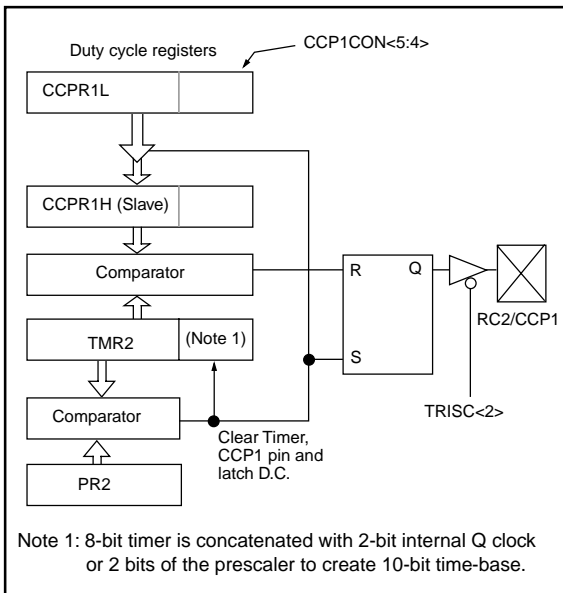 Duty cycle registers
CCP1CON<5:4>
CCPR1L
CCPR1H (Slave)
Comparator
R
Q
RC2/CCP1
TMR2
(Note 1)
S
TRISC<2>
Comparator
Clear Timer,
CCP1 pin and
latch D.C.
PR2
Note 1: 8-bit timer is concatenated with 2-bit internal Q clock
or 2 bits of the prescaler to create 10-bit time-base.